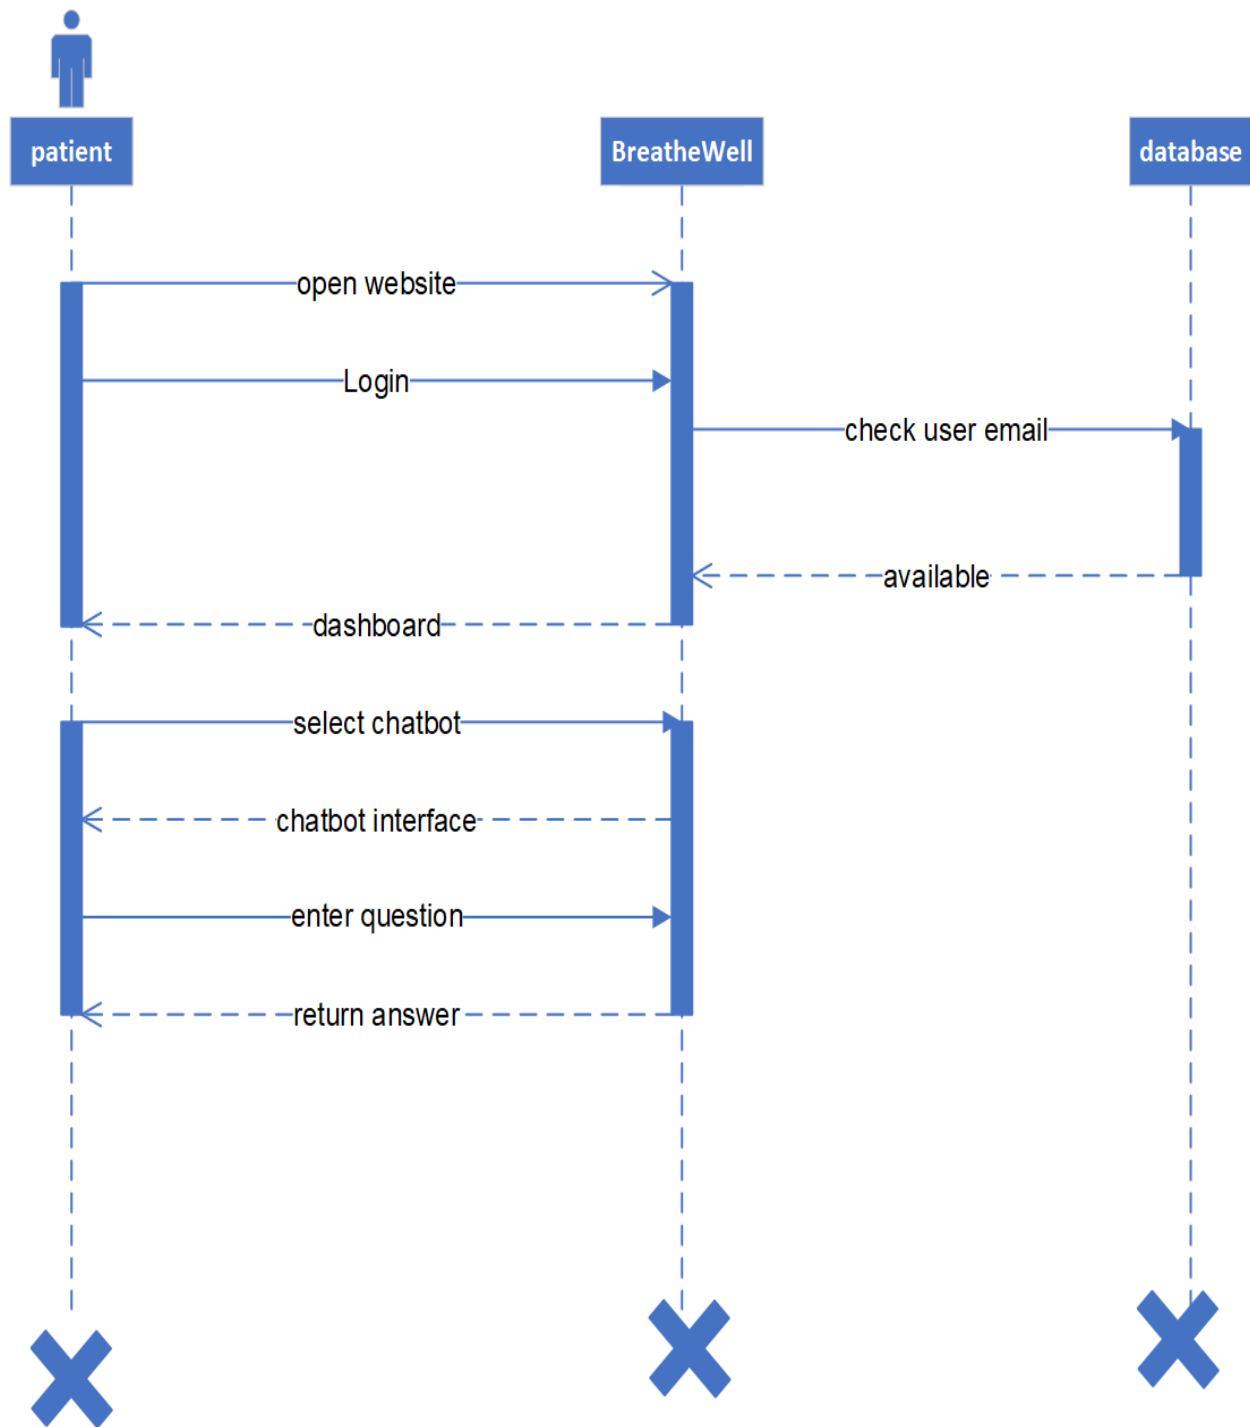 patient
BreatheWell
database
open website
Login
check user email
available
dashboard
select chatbot
chatbot interface
enter question
return answer